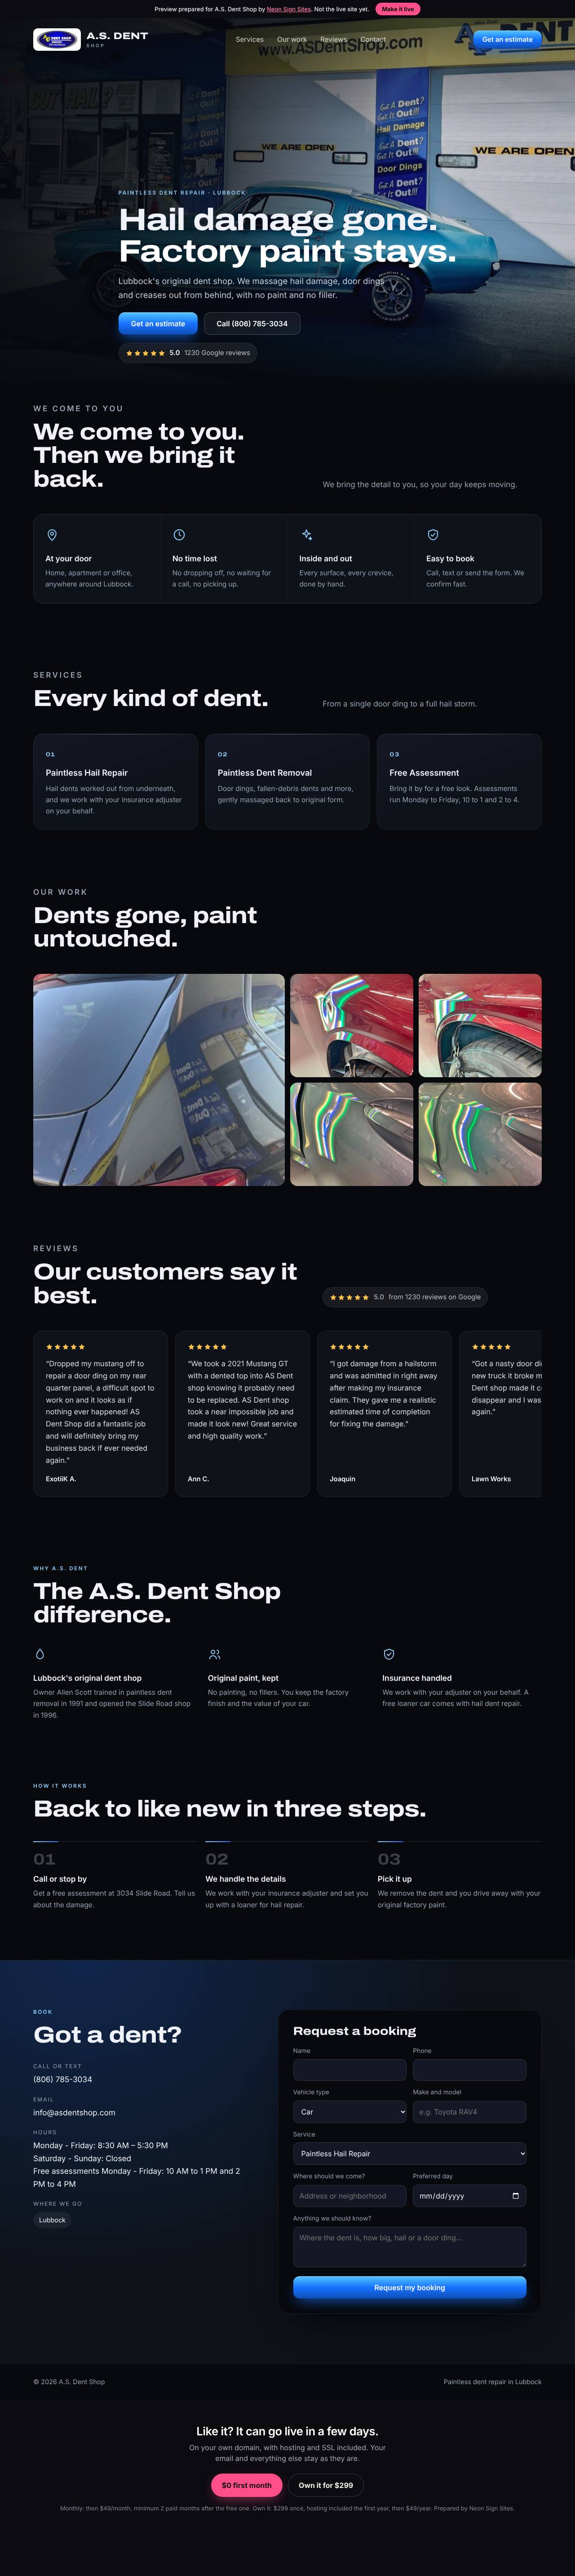 Preview prepared for A.S. Dent Shop by Neon Sign Sites. Not the live site yet. Make it live
A.S. DENT
SHOP
Services Our work Reviews Contact
Get an estimate
www.ASDentShop.com
A.S. DENT
GOT HAIL?
Got A Dent?
Got It Out!
Hail Damage
Door Dings
WE ARE OPEN
WE ARE OPEN
PAINTLESS DENT REPAIR · LUBBOCK
Hail damage gone.
Factory paint stays.
Lubbock's original dent shop. We massage hail damage, door dings
and creases out from behind, with no paint and no filler.
Get an estimate
Call (806) 785-3034
5.0 1230 Google reviews
WE COME TO YOU
We come to you.
Then we bring it
back.
We bring the detail to you, so your day keeps moving.
At your door
Home, apartment or office,
anywhere around Lubbock.
No time lost
No dropping off, no waiting for
a call, no picking up.
Inside and out
Every surface, every crevice,
done by hand.
Easy to book
Call, text or send the form. We
confirm fast.
SERVICES
Every kind of dent.
From a single door ding to a full hail storm.
01
Paintless Hail Repair
Hail dents worked out from underneath,
and we work with your insurance adjuster
on your behalf.
02
Paintless Dent Removal
Door dings, fallen-debris dents and more,
gently massaged back to original form.
03
Free Assessment
Bring it by for a free look. Assessments
run Monday to Friday, 10 to 1 and 2 to 4.
OUR WORK
Dents gone, paint
untouched.
REVIEWS
Our customers say it
best.
5.0 from 1230 reviews on Google
“Dropped my mustang off to
repair a door ding on my rear
quarter panel, a difficult spot to
work on and it looks as if
nothing ever happened! AS
Dent Shop did a fantastic job
and will definitely bring my
business back if ever needed
again.”
ExotiiK A.
“We took a 2021 Mustang GT
with a dented top into AS Dent
shop knowing it probably need
to be replaced. AS Dent shop
took a near impossible job and
made it look new! Great service
and high quality work.”
Ann C.
“I got damage from a hailstorm
and was admitted in right away
after making my insurance
claim. They gave me a realistic
estimated time of completion
for fixing the damage.”
Joaquin
“Got a nasty door di
new truck it broke m
Dent shop made it c
disappear and I was
again.”
Lawn Works
WHY A.S. DENT
The A.S. Dent Shop
difference.
Lubbock's original dent shop
Owner Allen Scott trained in paintless dent
removal in 1991 and opened the Slide Road shop
in 1996.
Original paint, kept
No painting, no fillers. You keep the factory
finish and the value of your car.
Insurance handled
We work with your adjuster on your behalf. A
free loaner car comes with hail dent repair.
HOW IT WORKS
Back to like new in three steps.
01
Call or stop by
Get a free assessment at 3034 Slide Road. Tell us
about the damage.
02
We handle the details
We work with your insurance adjuster and set you
up with a loaner for hail repair.
03
Pick it up
We remove the dent and you drive away with your
original factory paint.
BOOK
Got a dent?
CALL OR TEXT
(806) 785-3034
EMAIL
info@asdentshop.com
HOURS
Monday - Friday: 8:30 AM – 5:30 PM
Saturday - Sunday: Closed
Free assessments Monday - Friday: 10 AM to 1 PM and 2
PM to 4 PM
WHERE WE GO
Lubbock
Request a booking
Name Phone
Vehicle type Make and model
Car e.g. Toyota RAV4
Service
Paintless Hail Repair
Where should we come? Preferred day
Address or neighborhood mm/dd/yyyy
Anything we should know?
Where the dent is, how big, hail or a door ding...
Request my booking
© 2026 A.S. Dent Shop
Paintless dent repair in Lubbock
Like it? It can go live in a few days.
On your own domain, with hosting and SSL included. Your
email and everything else stay as they are.
$0 first month
Own it for $299
Monthly: then $49/month, minimum 2 paid months after the free one. Own it: $299 once, hosting included the first year, then $49/year. Prepared by Neon Sign Sites.